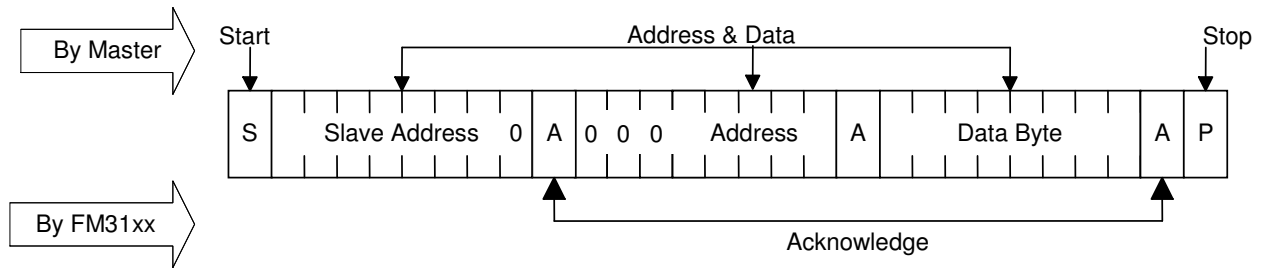 By Master
Start
Address & Data
Stop
S Slave Address 0 A 0 0 0 Address A Data Byte A P
By FM31xx
Acknowledge